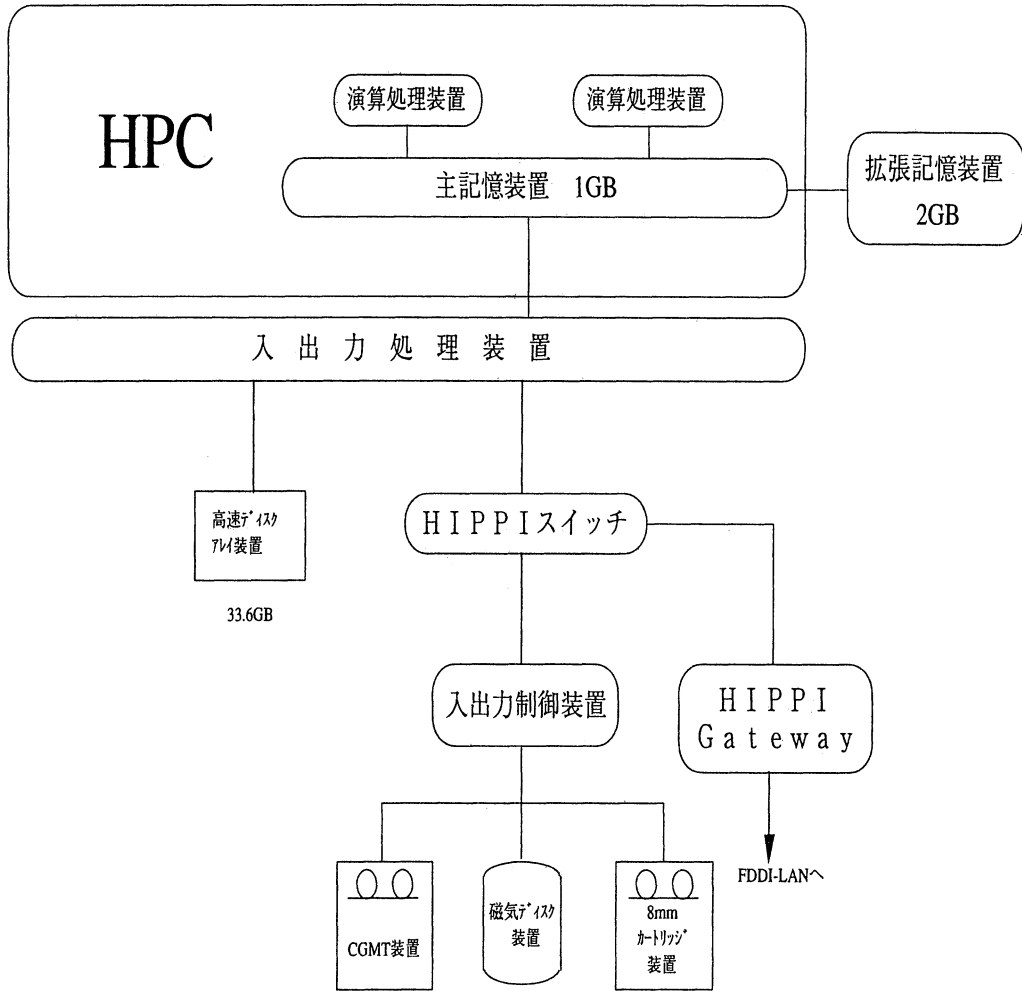 HPC
演算処理装置
演算処理装置
主記憶装置 1GB
拡張記憶装置
2GB
入出力処理装置
高速ﾃﾞｨｽｸ
ｱﾚｲ装置
33.6GB
ＨＩＰＰＩスイッチ
入出力制御装置
ＨＩＰＰＩ
Ｇａｔｅｗａｙ
FDDI-LANへ
CGMT装置
磁気ﾃﾞｨｽｸ
装置
8mm
ｶｰﾄﾘｯｼﾞ
装置